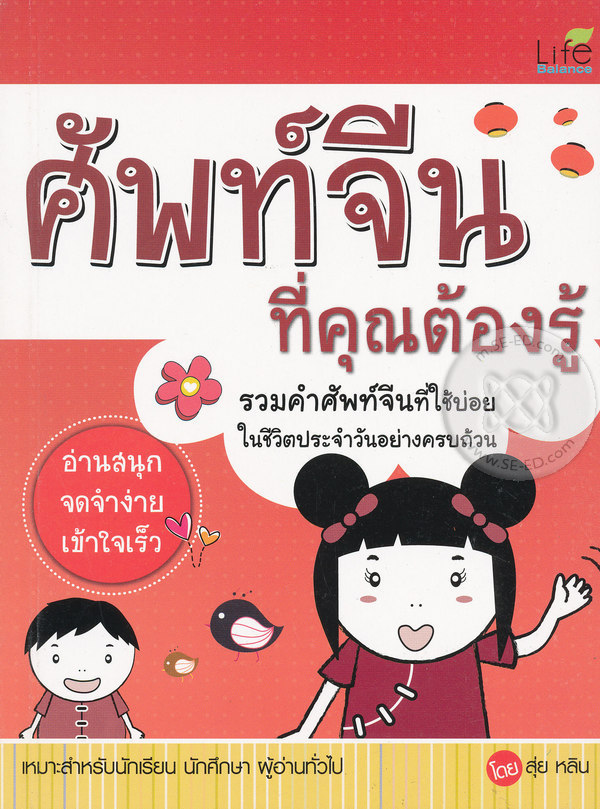 Life
Balance
ศัพท์จีน
ที่คุณต้องรู้
m.SE-ED.com
รวมคำศัพท์จีนที่ใช้บ่อย
ในชีวิตประจำวันอย่างครบถ้วน
www.SE-ED.com
อ่านสนุก
จดจำง่าย
เข้าใจเร็ว
เหมาะสำหรับนักเรียน นักศึกษา ผู้อ่านทั่วไป
โดย สุ่ย หลิน